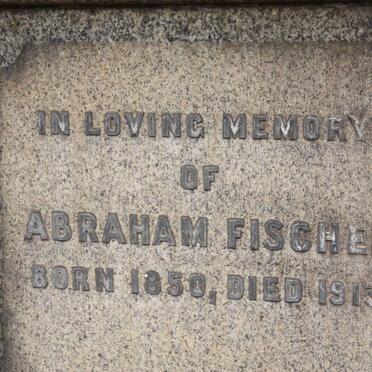 IN LOVING MEMORY
OF
ABRAHAM FISCHE
BORN 1850, DIED 191